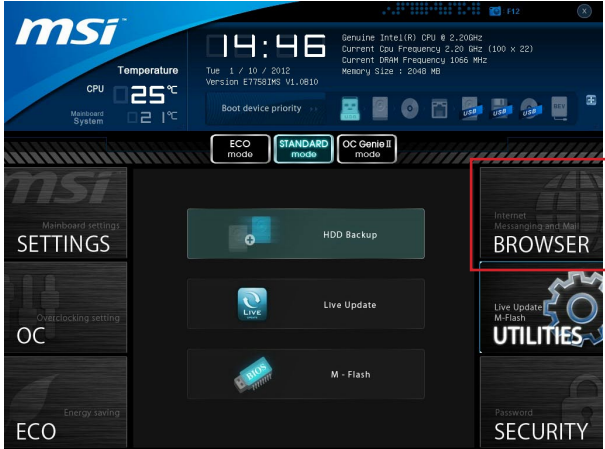 msi
14:46
Tue 1 / 10 / 2012
Version E7758IMS V1.0B10
Genuine Intel(R) CPU @ 2.20GHz
Current Cpu Frequency 2.20 GHz (100 x 22)
Current DRAM Frequency 1066 MHz
Memory Size : 2048 MB
F12
X
Temperature
CPU 25°C
Mainboard
System 21°C
Boot device priority
USB
USB
USB
USB
DEV
ECO
mode
STANDARD
mode
OC Genie II
mode
msi
Mainboard settings
SETTINGS
Overclocking setting
OC
Energy saving
ECO
HDD Backup
LIVE
Live Update
BIOS
M - Flash
Internet
Messanging and Mail
BROWSER
Live Update
M-Flash
UTILITIES
Password
SECURITY